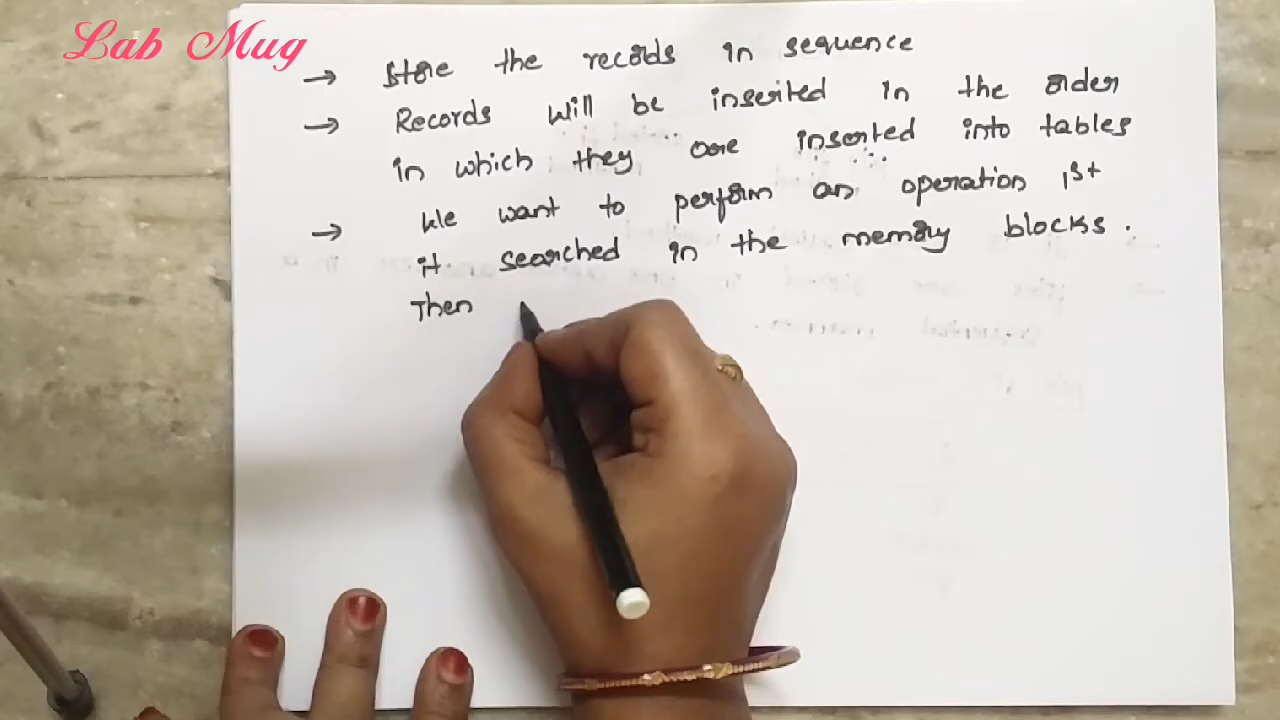 Lab Mug
→ Store the records in sequence
→ Records will be inserted in the order
in which they are inserted into tables
→ We want to perform an operation 1st
it searched in the memory blocks.
Then